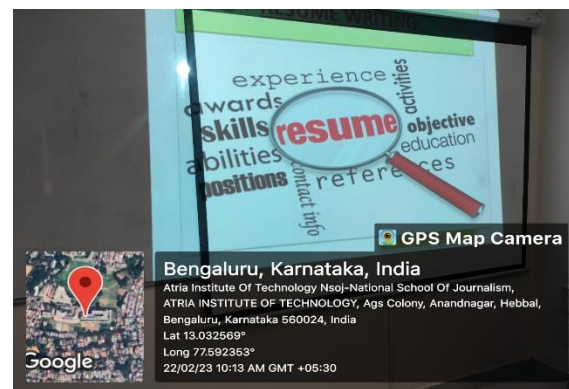 RESUME WRITING
experience
activities
awards
skills
resume
objective
education
abilities
positions
contact info
references
GPS Map Camera
Bengaluru, Karnataka, India
Atria Institute Of Technology Nsoj-National School Of Journalism,
ATRIA INSTITUTE OF TECHNOLOGY, Ags Colony, Anandnagar, Hebbal,
Bengaluru, Karnataka 560024, India
Lat 13.032569°
Long 77.592353°
22/02/23 10:13 AM GMT +05:30
Google